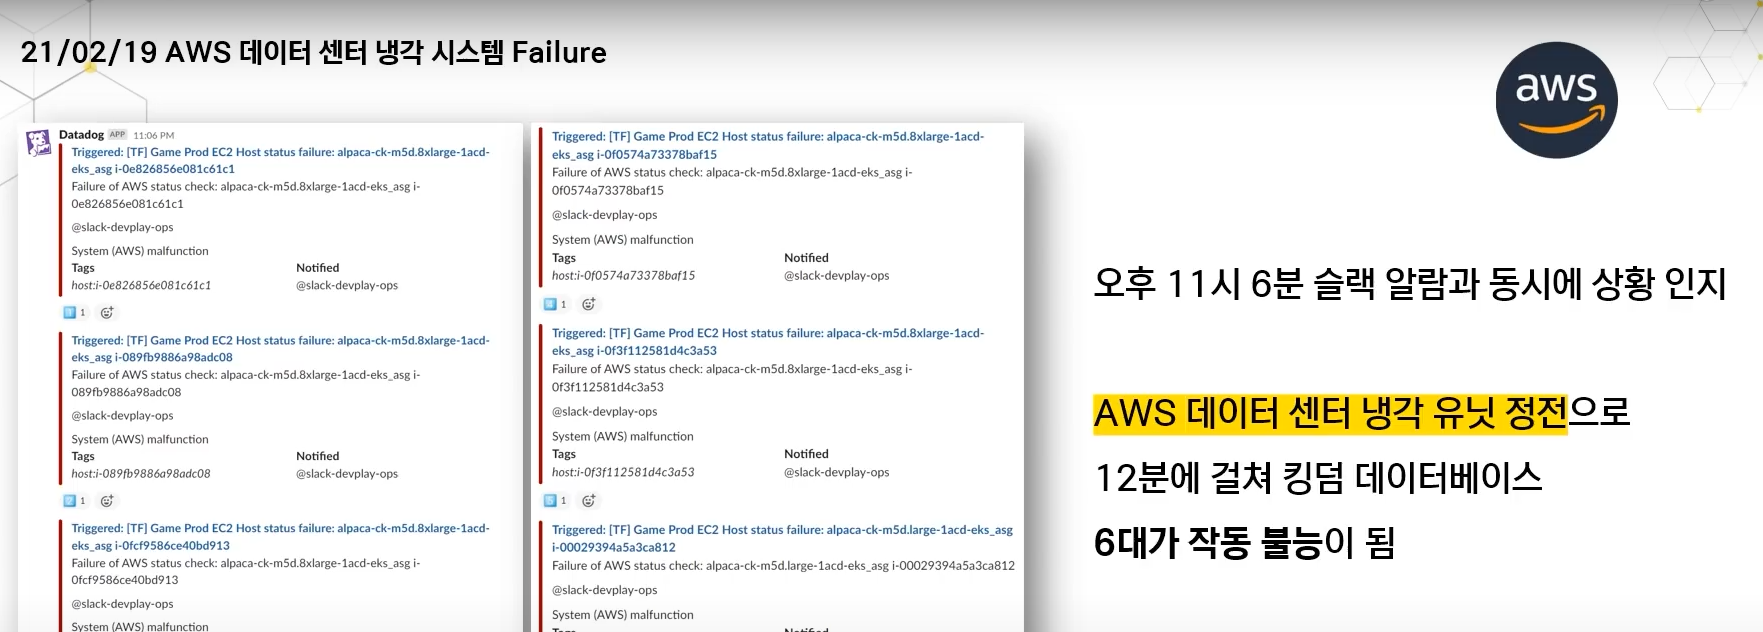 21/02/19 AWS 데이터 센터 냉각 시스템 Failure
aws
Datadog APP 11:06 PM
Triggered: [TF] Game Prod EC2 Host status failure: alpaca-ck-m5d.8xlarge-1acd-
eks_asg i-0e826856e081c61c1
Failure of AWS status check: alpaca-ck-m5d.8xlarge-1acd-eks_asg i-
0e826856e081c61c1
@slack-devplay-ops
System (AWS) malfunction
Tags Notified
host:i-0e826856e081c61c1 @slack-devplay-ops
1
Triggered: [TF] Game Prod EC2 Host status failure: alpaca-ck-m5d.8xlarge-1acd-
eks_asg i-089fb9886a98adc08
Failure of AWS status check: alpaca-ck-m5d.8xlarge-1acd-eks_asg i-
089fb9886a98adc08
@slack-devplay-ops
System (AWS) malfunction
Tags Notified
host:i-089fb9886a98adc08 @slack-devplay-ops
1
Triggered: [TF] Game Prod EC2 Host status failure: alpaca-ck-m5d.8xlarge-1acd-
eks_asg i-0fcf9586ce40bd913
Failure of AWS status check: alpaca-ck-m5d.8xlarge-1acd-eks_asg i-
0fcf9586ce40bd913
@slack-devplay-ops
System (AWS) malfunction
Triggered: [TF] Game Prod EC2 Host status failure: alpaca-ck-m5d.8xlarge-1acd-
eks_asg i-0f0574a73378baf15
Failure of AWS status check: alpaca-ck-m5d.8xlarge-1acd-eks_asg i-
0f0574a73378baf15
@slack-devplay-ops
System (AWS) malfunction
Tags Notified
host:i-0f0574a73378baf15 @slack-devplay-ops
1
Triggered: [TF] Game Prod EC2 Host status failure: alpaca-ck-m5d.8xlarge-1acd-
eks_asg i-0f3f112581d4c3a53
Failure of AWS status check: alpaca-ck-m5d.8xlarge-1acd-eks_asg i-
0f3f112581d4c3a53
@slack-devplay-ops
System (AWS) malfunction
Tags Notified
host:i-0f3f112581d4c3a53 @slack-devplay-ops
1
Triggered: [TF] Game Prod EC2 Host status failure: alpaca-ck-m5d.large-1acd-eks_asg
i-00029394a5a3ca812
Failure of AWS status check: alpaca-ck-m5d.large-1acd-eks_asg i-00029394a5a3ca812
@slack-devplay-ops
System (AWS) malfunction
Tags Notified
오후 11시 6분 슬랙 알람과 동시에 상황 인지
AWS 데이터 센터 냉각 유닛 정전으로
12분에 걸쳐 킹덤 데이터베이스
6대가 작동 불능이 됨